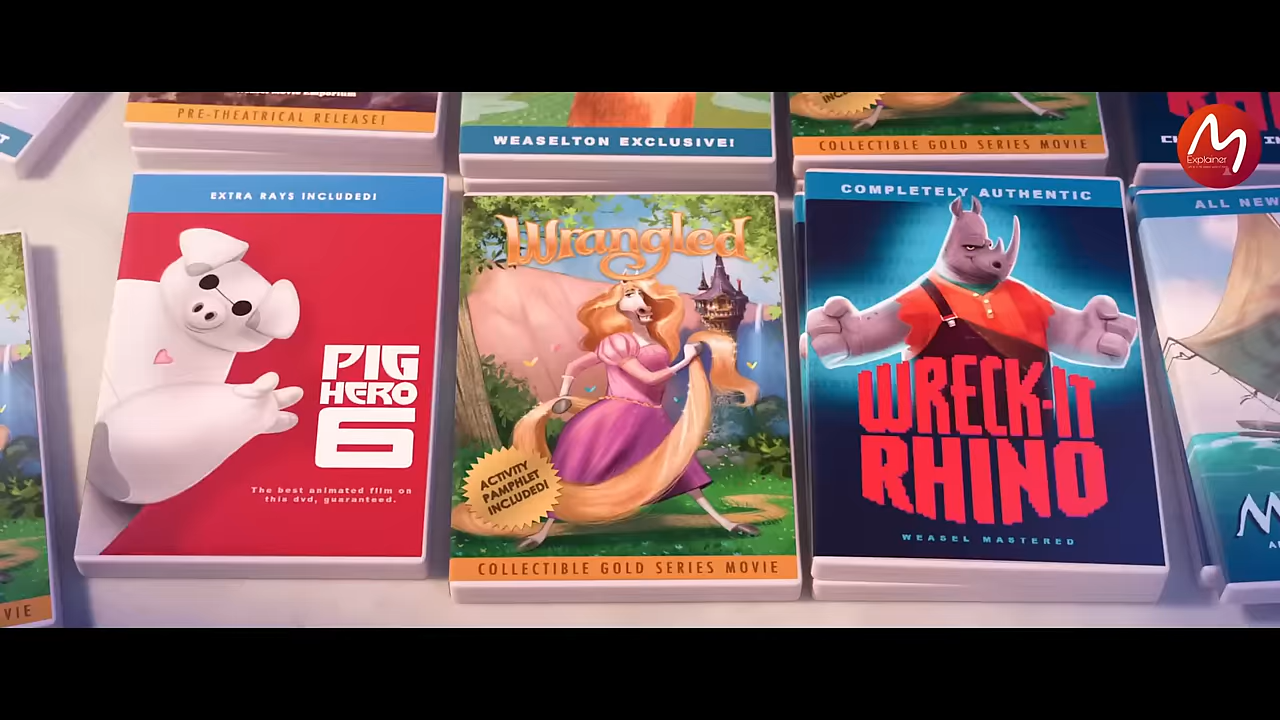 PRE-THEATRICAL RELEASE!
WEASELTON EXCLUSIVE!
COLLECTIBLE GOLD SERIES MOVIE
M
Explainer
EXTRA RAYS INCLUDED!
PIG
HERO
6
The best animated film on
this dvd, guaranteed.
Wrangled
ACTIVITY
PAMPHLET
INCLUDED!
COLLECTIBLE GOLD SERIES MOVIE
COMPLETELY AUTHENTIC
WRECK-IT
RHINO
WEASEL MASTERED
ALL NEW